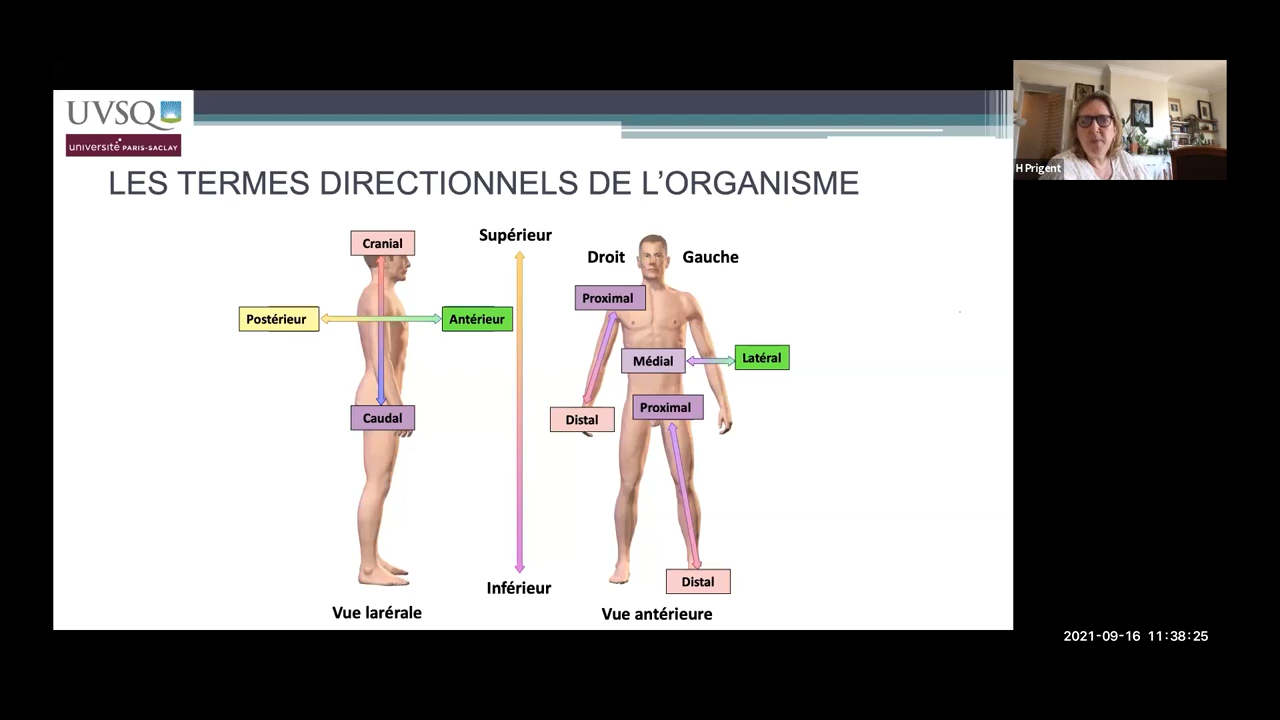 UVSQ
université PARIS-SACLAY
H Prigent
LES TERMES DIRECTIONNELS DE L'ORGANISME
Cranial
Supérieur
Droit
Gauche
Proximal
Postérieur
Antérieur
Médial
Latéral
Proximal
Caudal
Distal
Distal
Inférieur
Vue larérale
Vue antérieure
2021-09-16 11:38:25